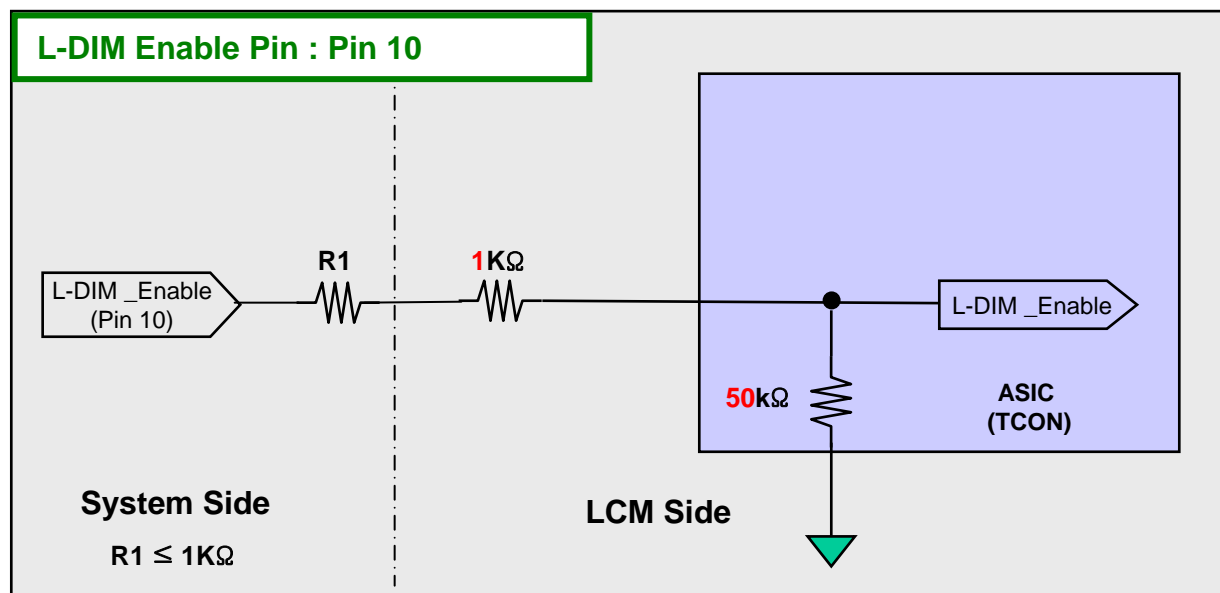 L-DIM Enable Pin : Pin 10
R1
1KΩ
L-DIM _Enable
(Pin 10)
L-DIM _Enable
50kΩ
ASIC
(TCON)
System Side
LCM Side
R1 ≤ 1KΩ